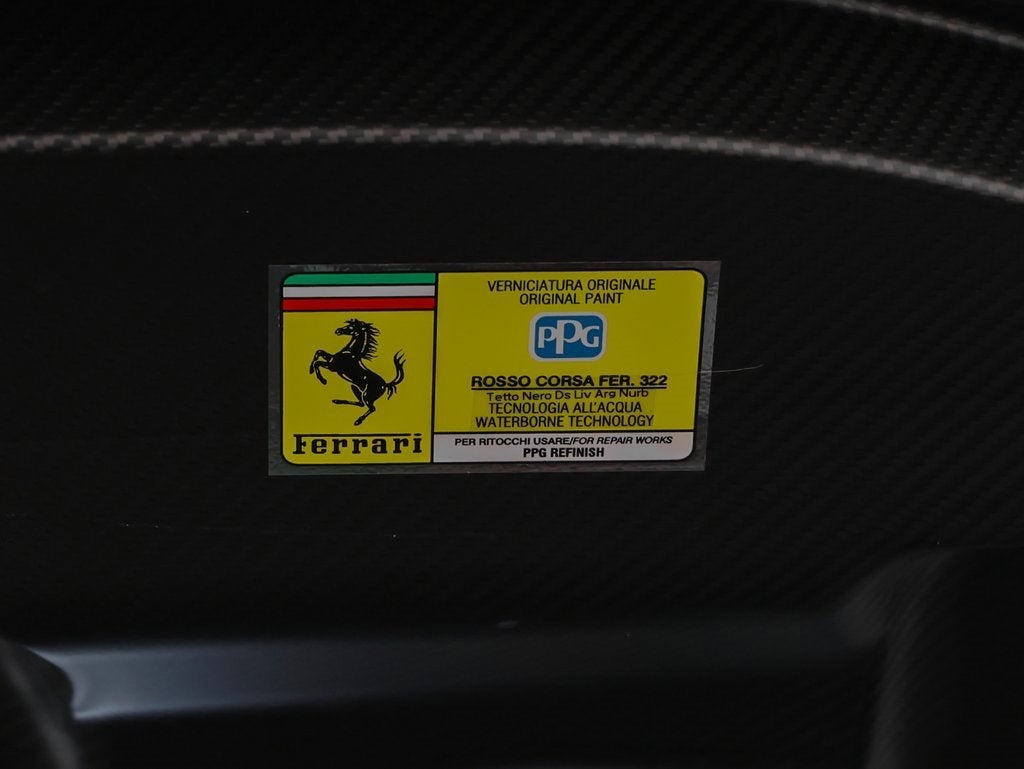 VERNICIATURA ORIGINALE
ORIGINAL PAINT
PPG
ROSSO CORSA FER. 322
Tetto Nero Ds Liv Arg Nurb
TECNOLOGIA ALL'ACQUA
WATERBORNE TECHNOLOGY
Ferrari
PER RITOCCHI USARE/FOR REPAIR WORKS
PPG REFINISH